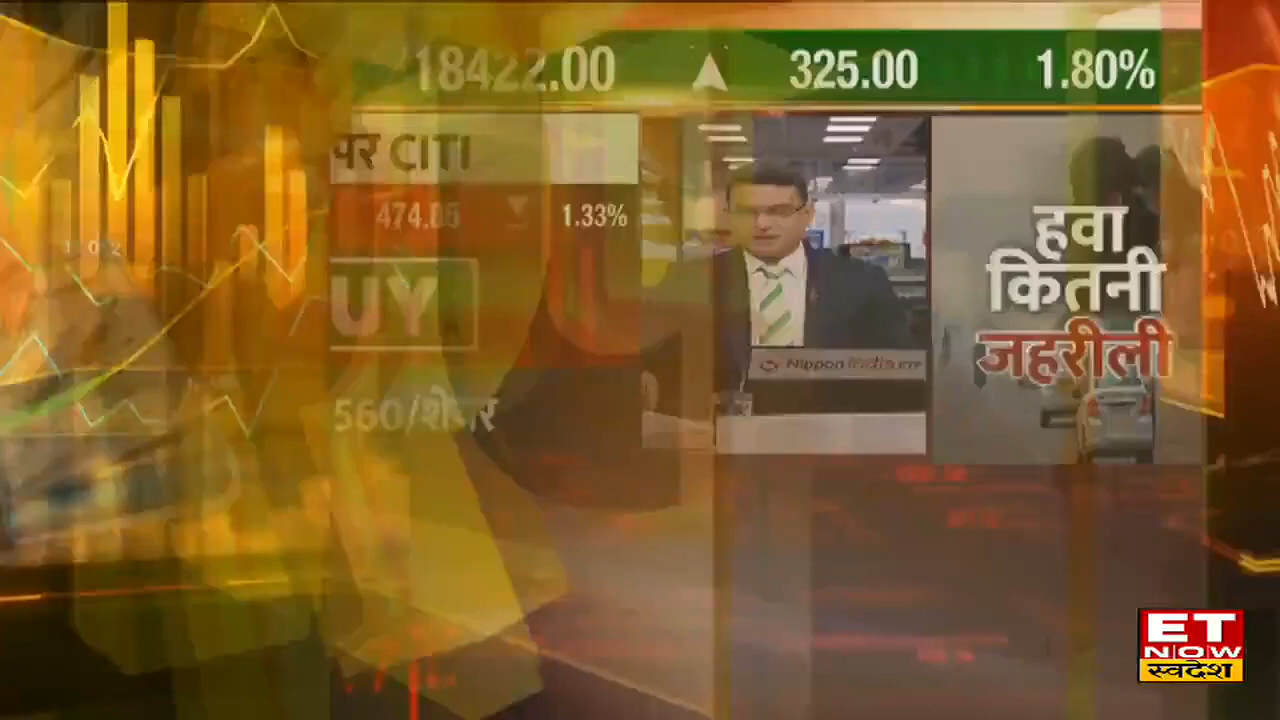 18422.00 ▲ 325.00 1.80%
पर CITI
474.85 ▼ 1.33%
UY
560/शेयर
Nippon India ETF
हवा
कितनी
जहरीली
ET
NOW
स्वदेश